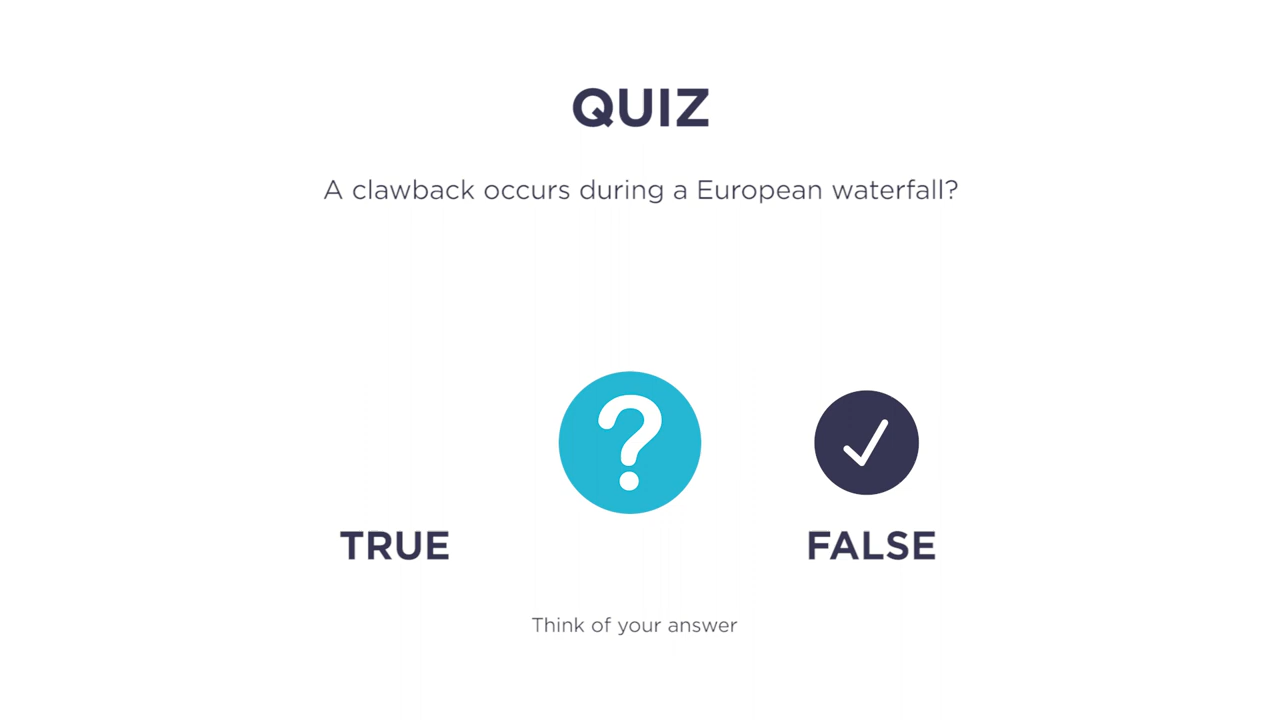 QUIZ
A clawback occurs during a European waterfall?
?
TRUE
FALSE
Think of your answer